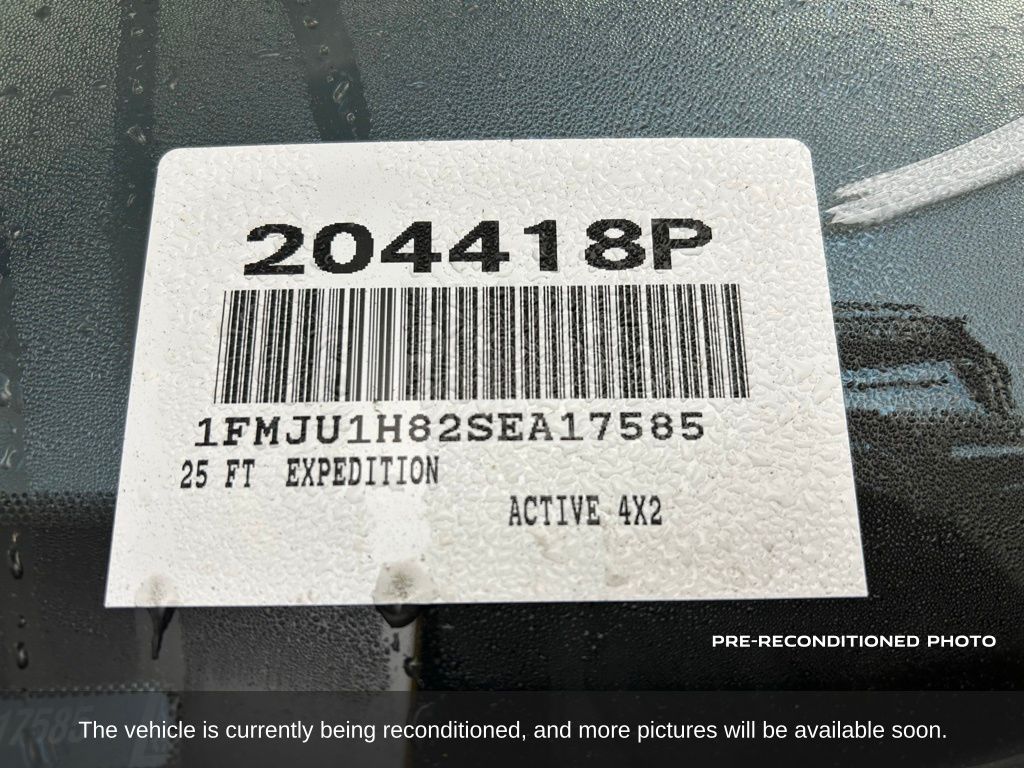 204418P
1FMJU1H82SEA17585
25 FT EXPEDITION
ACTIVE 4X2
PRE-RECONDITIONED PHOTO
17585
The vehicle is currently being reconditioned, and more pictures will be available soon.